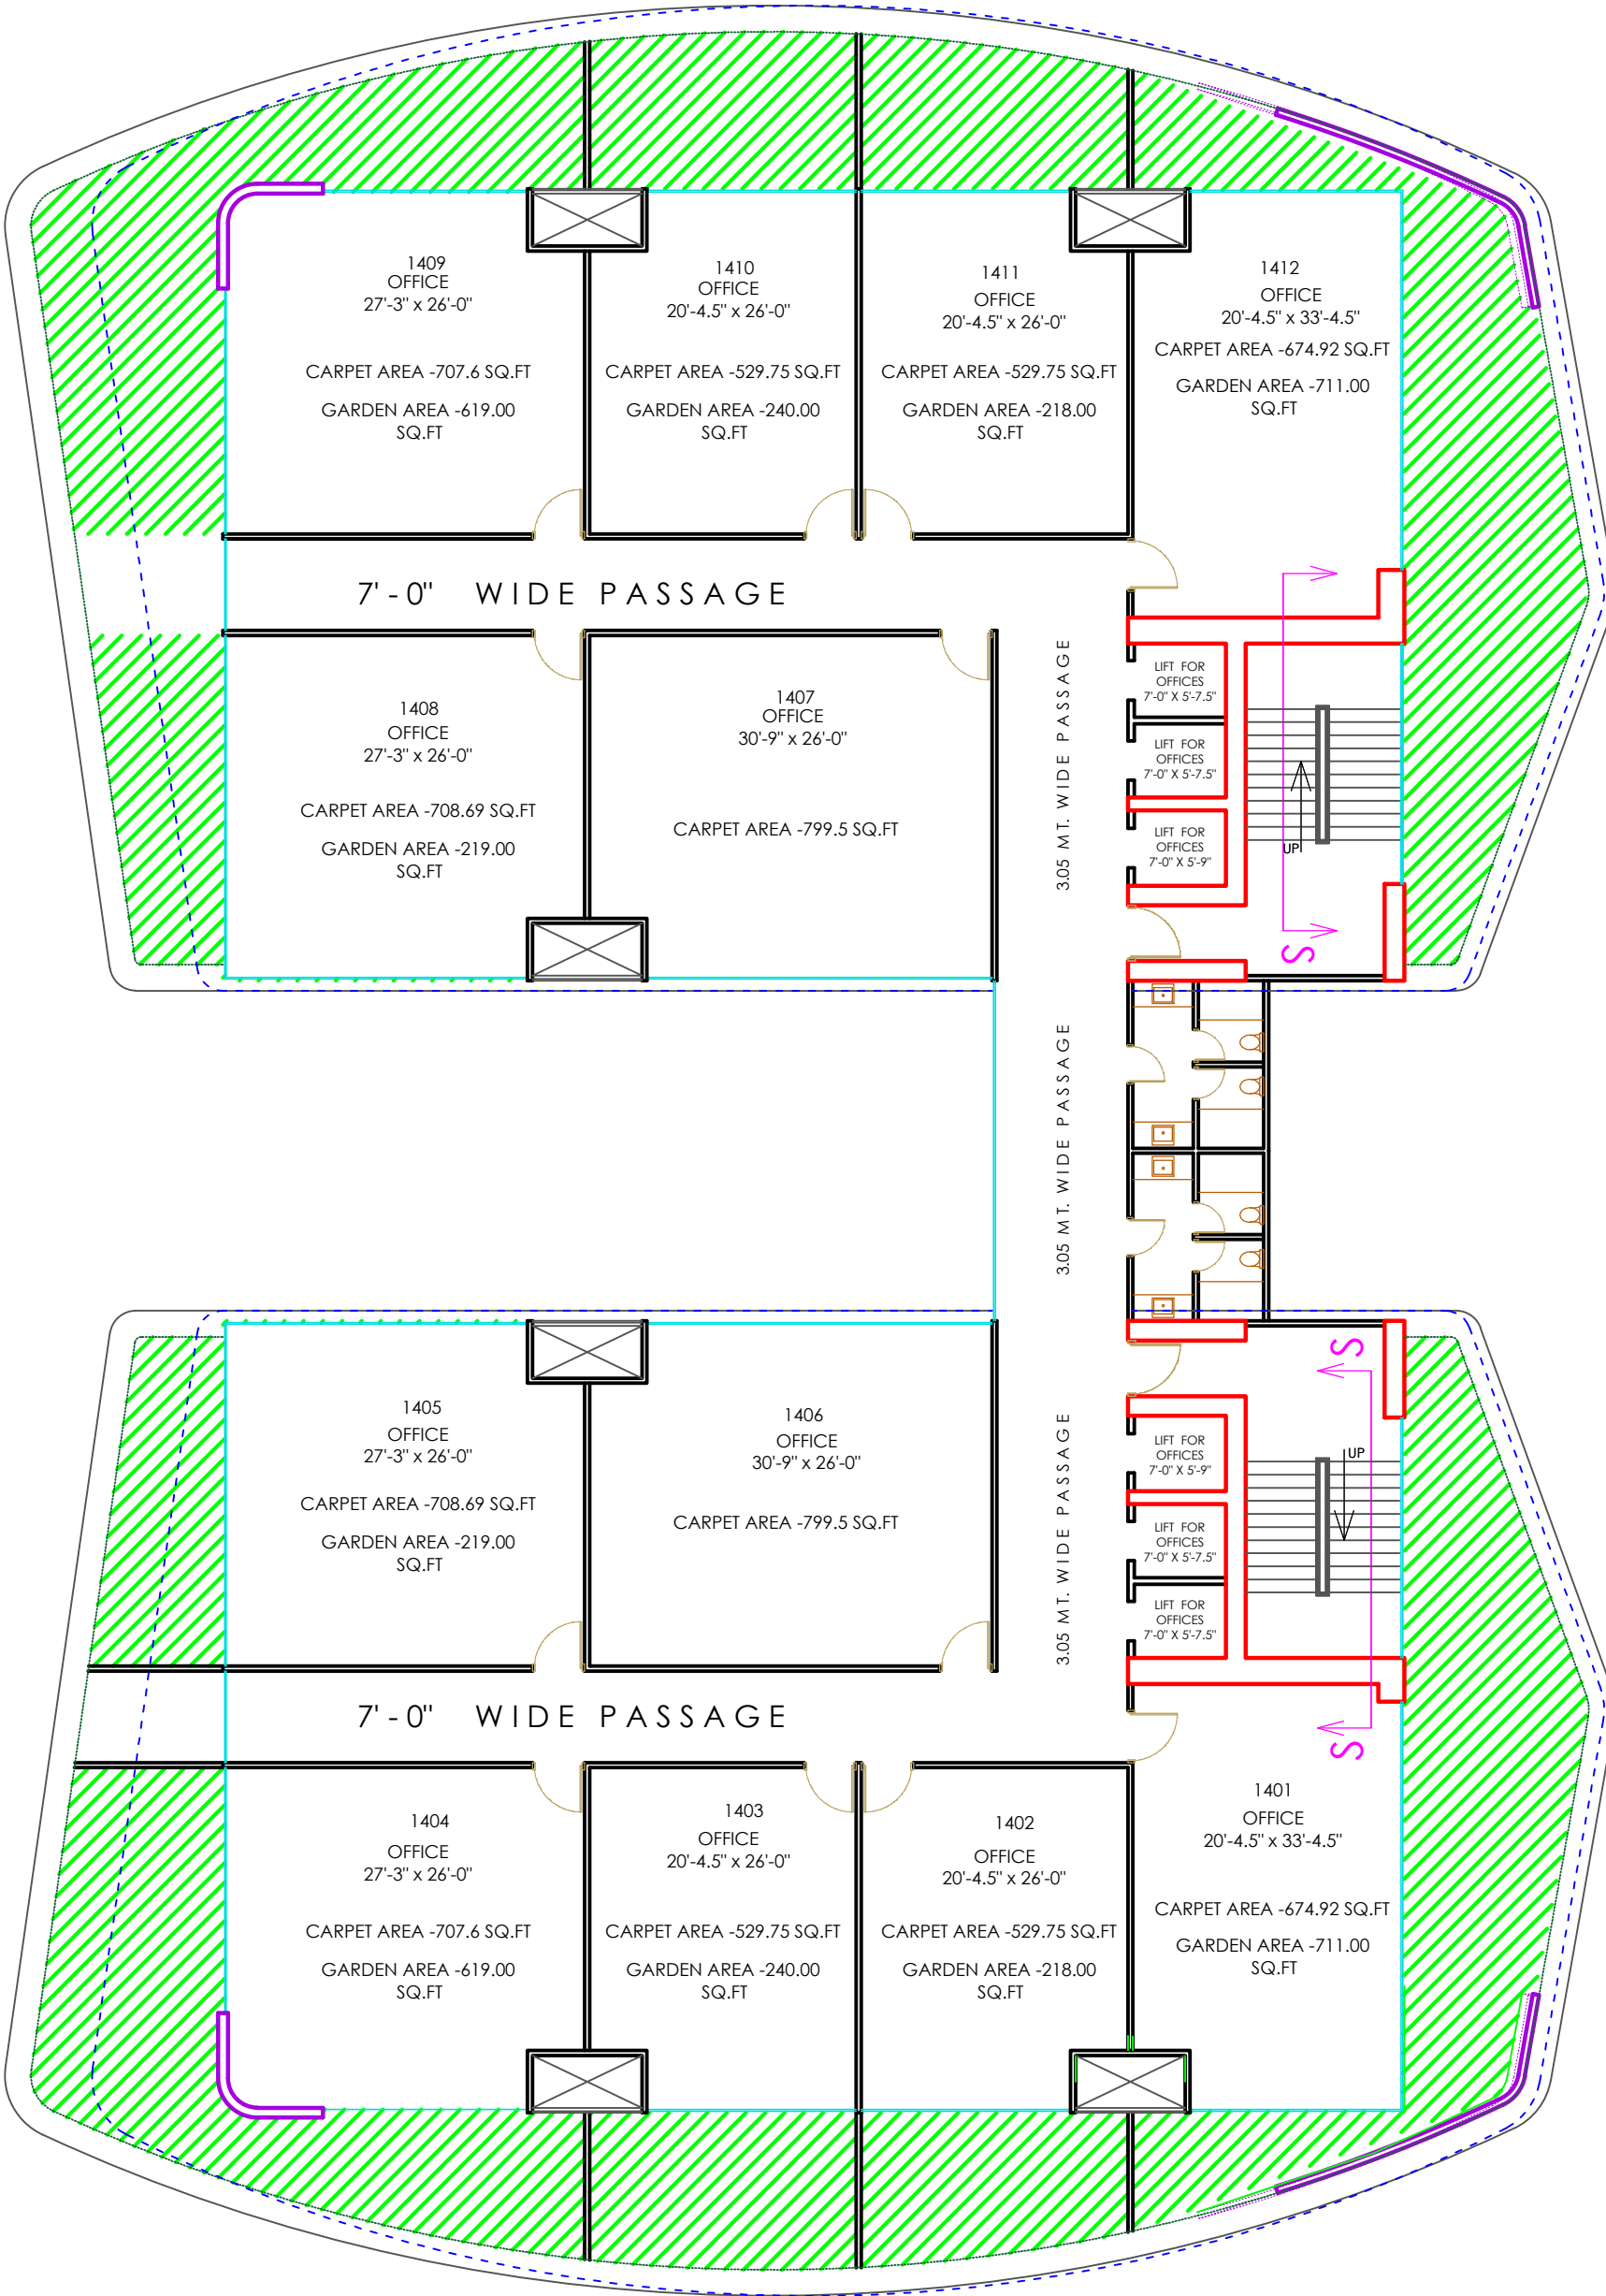 1409
OFFICE
27'-3" x 26'-0"
CARPET AREA -707.6 SQ.FT
GARDEN AREA -619.00
SQ.FT
1410
OFFICE
20'-4.5" x 26'-0"
CARPET AREA -529.75 SQ.FT
GARDEN AREA -240.00
SQ.FT
1411
OFFICE
20'-4.5" x 26'-0"
CARPET AREA -529.75 SQ.FT
GARDEN AREA -218.00
SQ.FT
1412
OFFICE
20'-4.5" x 33'-4.5"
CARPET AREA -674.92 SQ.FT
GARDEN AREA -711.00
SQ.FT
7'-0" WIDE PASSAGE
1408
OFFICE
27'-3" x 26'-0"
CARPET AREA -708.69 SQ.FT
GARDEN AREA -219.00
SQ.FT
1407
OFFICE
30'-9" x 26'-0"
CARPET AREA -799.5 SQ.FT
3.05 MT. WIDE PASSAGE
LIFT FOR
OFFICES
7'-0" X 5'-7.5"
LIFT FOR
OFFICES
7'-0" X 5'-7.5"
LIFT FOR
OFFICES
7'-0" X 5'-9"
UP
S
3.05 MT. WIDE PASSAGE
1405
OFFICE
27'-3" x 26'-0"
CARPET AREA -708.69 SQ.FT
GARDEN AREA -219.00
SQ.FT
1406
OFFICE
30'-9" x 26'-0"
CARPET AREA -799.5 SQ.FT
3.05 MT. WIDE PASSAGE
LIFT FOR
OFFICES
7'-0" X 5'-9"
LIFT FOR
OFFICES
7'-0" X 5'-7.5"
LIFT FOR
OFFICES
7'-0" X 5'-7.5"
S
UP
S
7'-0" WIDE PASSAGE
1404
OFFICE
27'-3" x 26'-0"
CARPET AREA -707.6 SQ.FT
GARDEN AREA -619.00
SQ.FT
1403
OFFICE
20'-4.5" x 26'-0"
CARPET AREA -529.75 SQ.FT
GARDEN AREA -240.00
SQ.FT
1402
OFFICE
20'-4.5" x 26'-0"
CARPET AREA -529.75 SQ.FT
GARDEN AREA -218.00
SQ.FT
1401
OFFICE
20'-4.5" x 33'-4.5"
CARPET AREA -674.92 SQ.FT
GARDEN AREA -711.00
SQ.FT